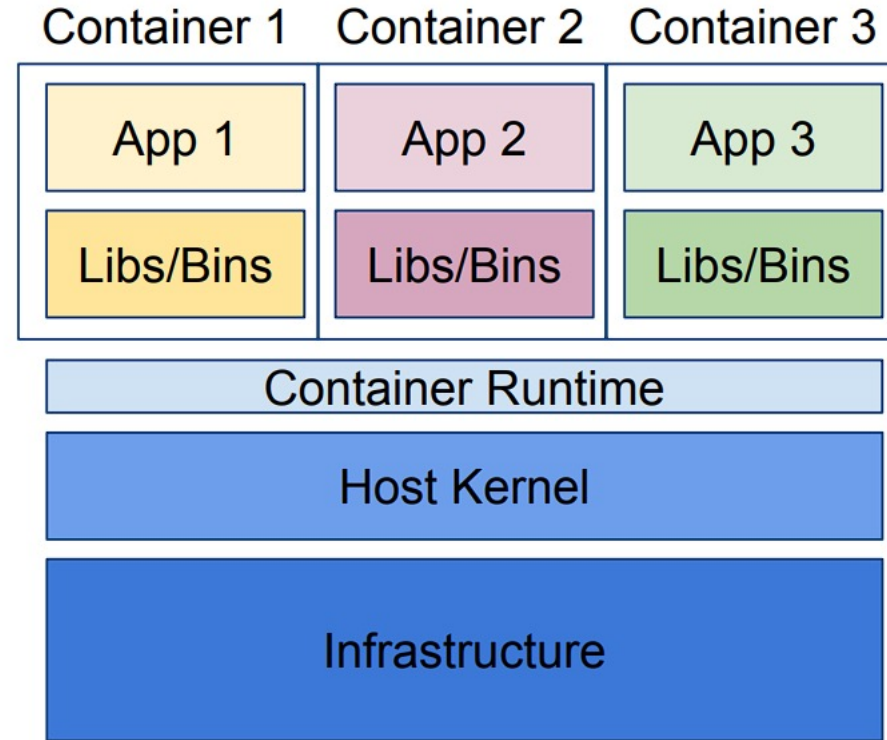 Container 1 Container 2 Container 3
App 1 App 2 App 3
Libs/Bins Libs/Bins Libs/Bins
Container Runtime
Host Kernel
Infrastructure